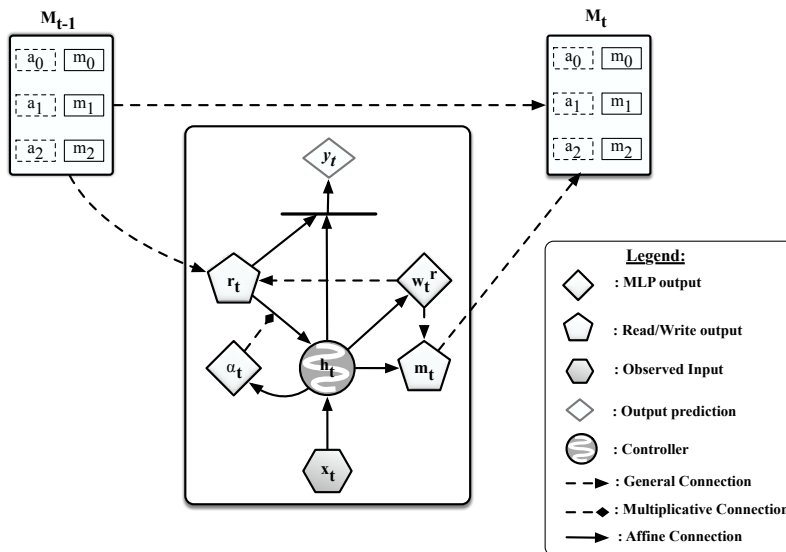 M_{t-1}
M_t
a_0 m_0
a_1 m_1
a_2 m_2
a_0 m_0
a_1 m_1
a_2 m_2
y_t
r_t
w_t^r
α_t
h_t
m_t
x_t
Legend:
: MLP output
: Read/Write output
: Observed Input
: Output prediction
: Controller
: General Connection
: Multiplicative Connection
: Affine Connection